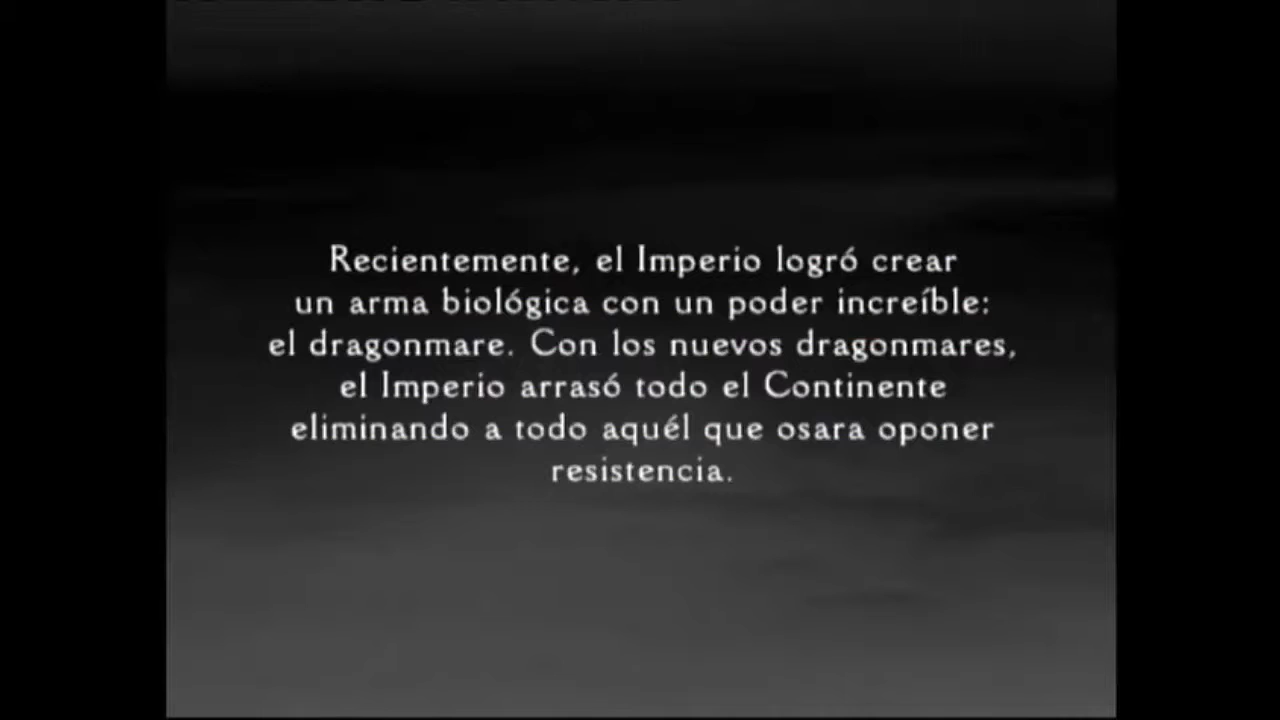 Recientemente, el Imperio logró crear
un arma biológica con un poder increíble:
el dragonmare. Con los nuevos dragonmares,
el Imperio arrasó todo el Continente
eliminando a todo aquél que osara oponer
resistencia.